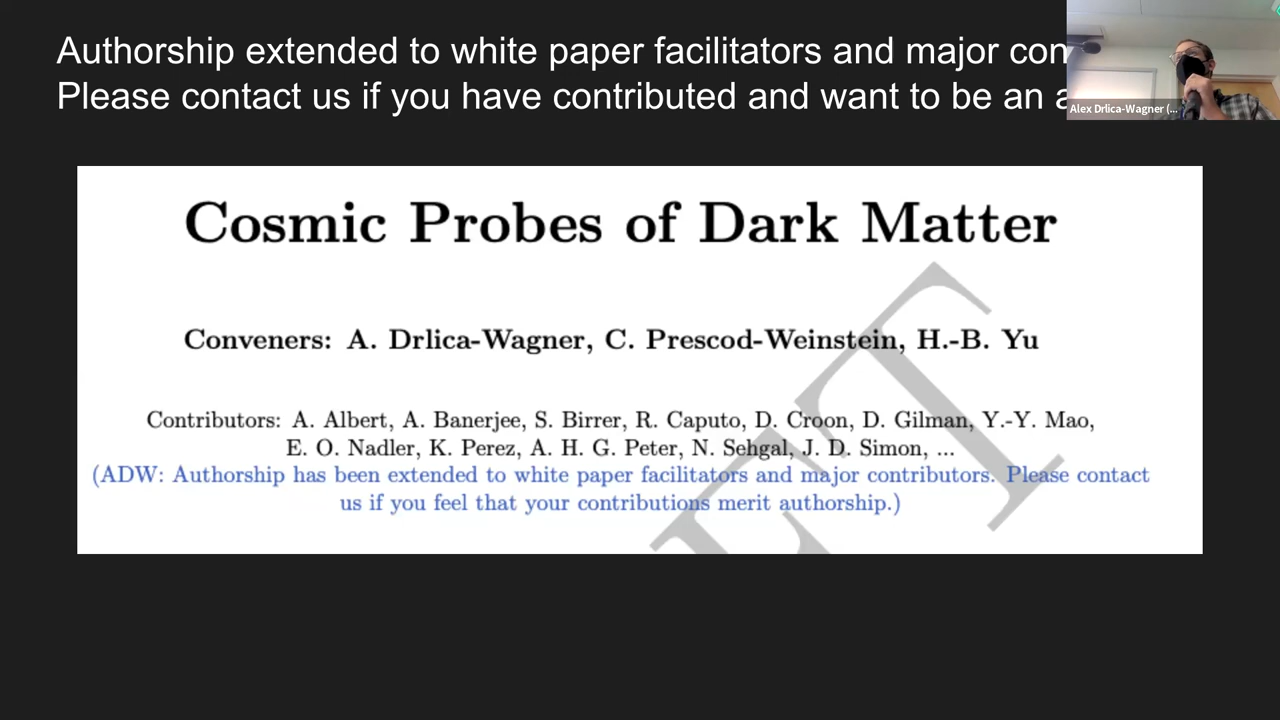 Authorship extended to white paper facilitators and major con
Please contact us if you have contributed and want to be an a
Alex Drlica-Wagner (...
Cosmic Probes of Dark Matter
Conveners: A. Drlica-Wagner, C. Prescod-Weinstein, H.-B. Yu
Contributors: A. Albert, A. Banerjee, S. Birrer, R. Caputo, D. Croon, D. Gilman, Y.-Y. Mao,
E. O. Nadler, K. Perez, A. H. G. Peter, N. Sehgal, J. D. Simon, ...
(ADW: Authorship has been extended to white paper facilitators and major contributors. Please contact
us if you feel that your contributions merit authorship.)
FT